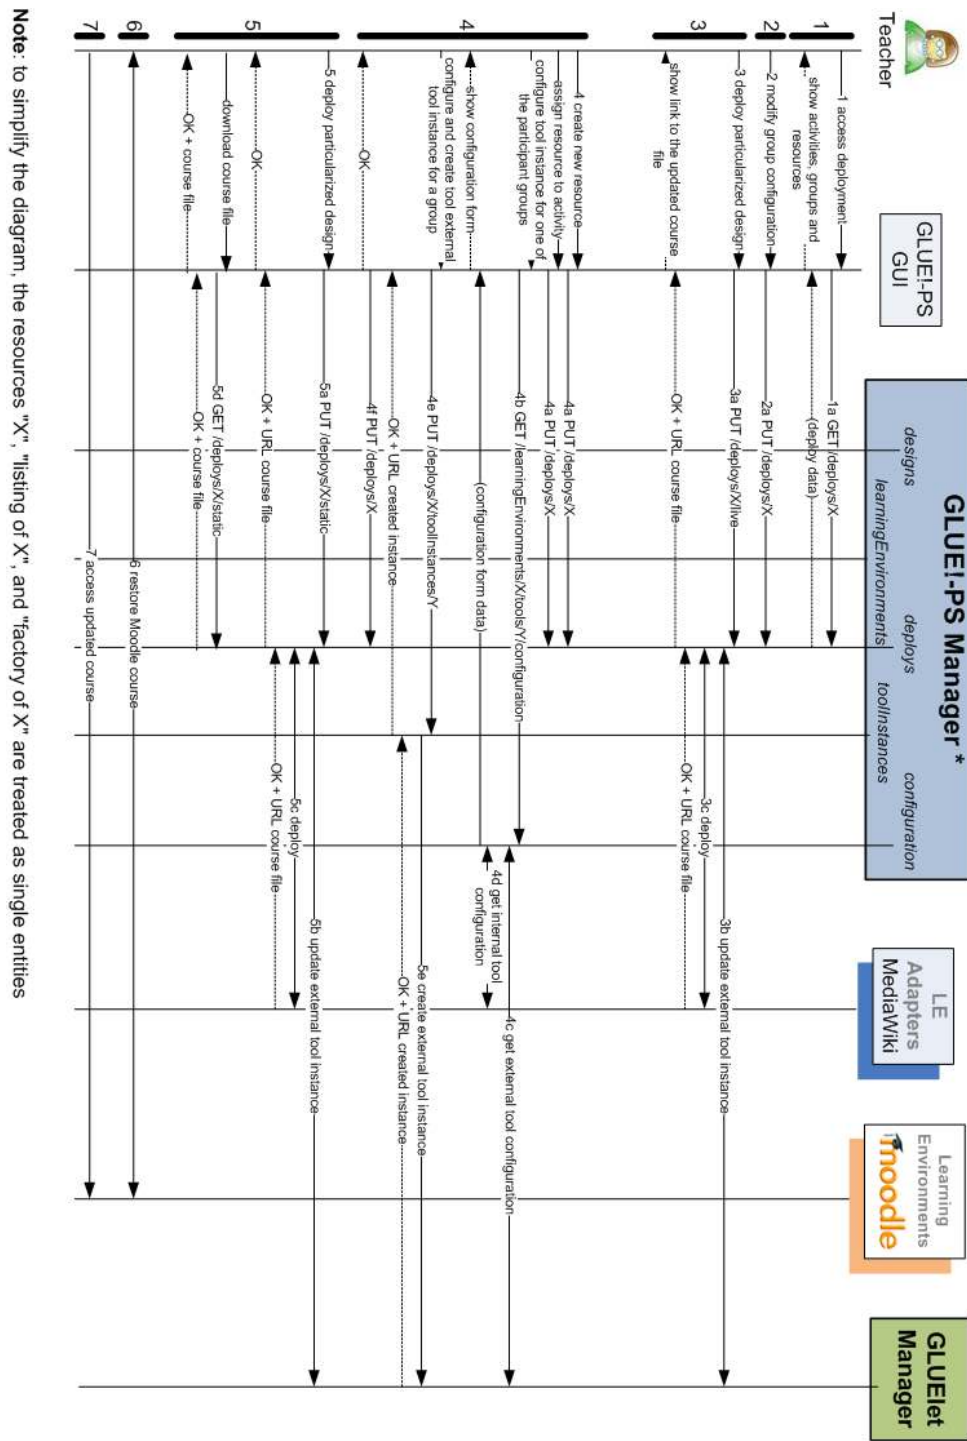 Teacher
GLUE!-PS
GUI
GLUE!-PS Manager *
designs
learningEnvironments
deploys
toolInstances
configuration
LE
Adapters
MediaWiki
Learning
Environments
moodle
GLUElet
Manager
1
1 access deployment
1a GET /deploys/X
(deploy data)
show activities, groups and
resources
2
2 modify group configuration
2a PUT /deploys/X
3
3 deploy particularized design
3a PUT /deploys/X/live
3b update external tool instance
3c deploy
OK + URL course file
OK + URL course file
show link to the updated course
file
4
4 create new resource
4a PUT /deploys/X
assign resource to activity
4a PUT /deploys/X
configure tool instance for one of
the participant groups
4b GET /learningEnvironments/X/tools/Y/configuration
4c get external tool configuration
4d get internal tool
configuration
(configuration form data)
show configuration form
configure and create tool external
tool instance for a group
4e PUT /deploys/X/toolInstances/Y
5e create external tool instance
OK + URL created instance
OK + URL created instance
4f PUT /deploys/X
OK
5
5 deploy particularized design
5a PUT /deploys/X/static
5b update external tool instance
5c deploy
OK + URL course file
OK + URL course file
OK
download course file
5d GET /deploys/X/static
OK + course file
OK + course file
6
6 restore Moodle course
7
7 access updated course
Note: to simplify the diagram, the resources "X", "listing of X", and "factory of X" are treated as single entities